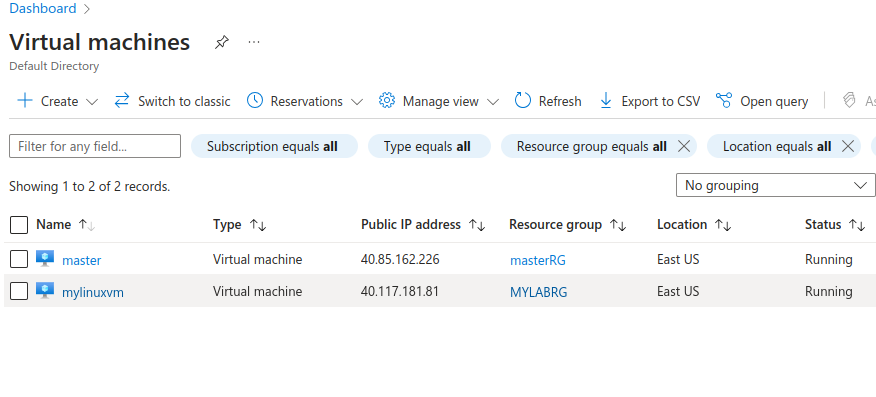 Dashboard
Virtual machines
Default Directory
Create Switch to classic Reservations Manage view Refresh Export to CSV Open query
Filter for any field... Subscription equals all Type equals all Resource group equals all Location equals all
Showing 1 to 2 of 2 records. No grouping
Name Type Public IP address Resource group Location Status
master Virtual machine 40.85.162.226 masterRG East US Running
mylinuxvm Virtual machine 40.117.181.81 MYLABRG East US Running